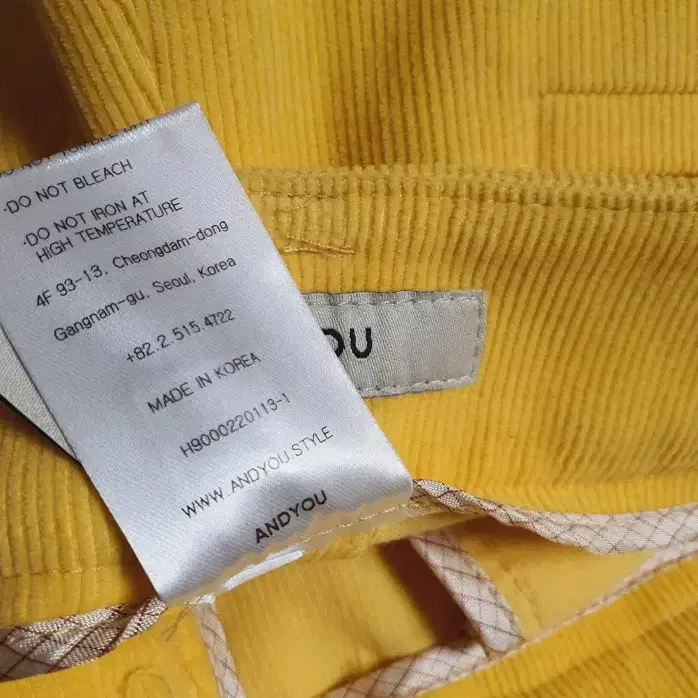 ·DO NOT BLEACH
·DO NOT IRON AT
HIGH TEMPERATURE
4F 93-13, Cheongdam-dong
Gangnam-gu, Seoul, Korea
+82.2.515.4722
MADE IN KOREA
H9000220113-1
WWW.ANDYOU.STYLE
ANDYOU
OU